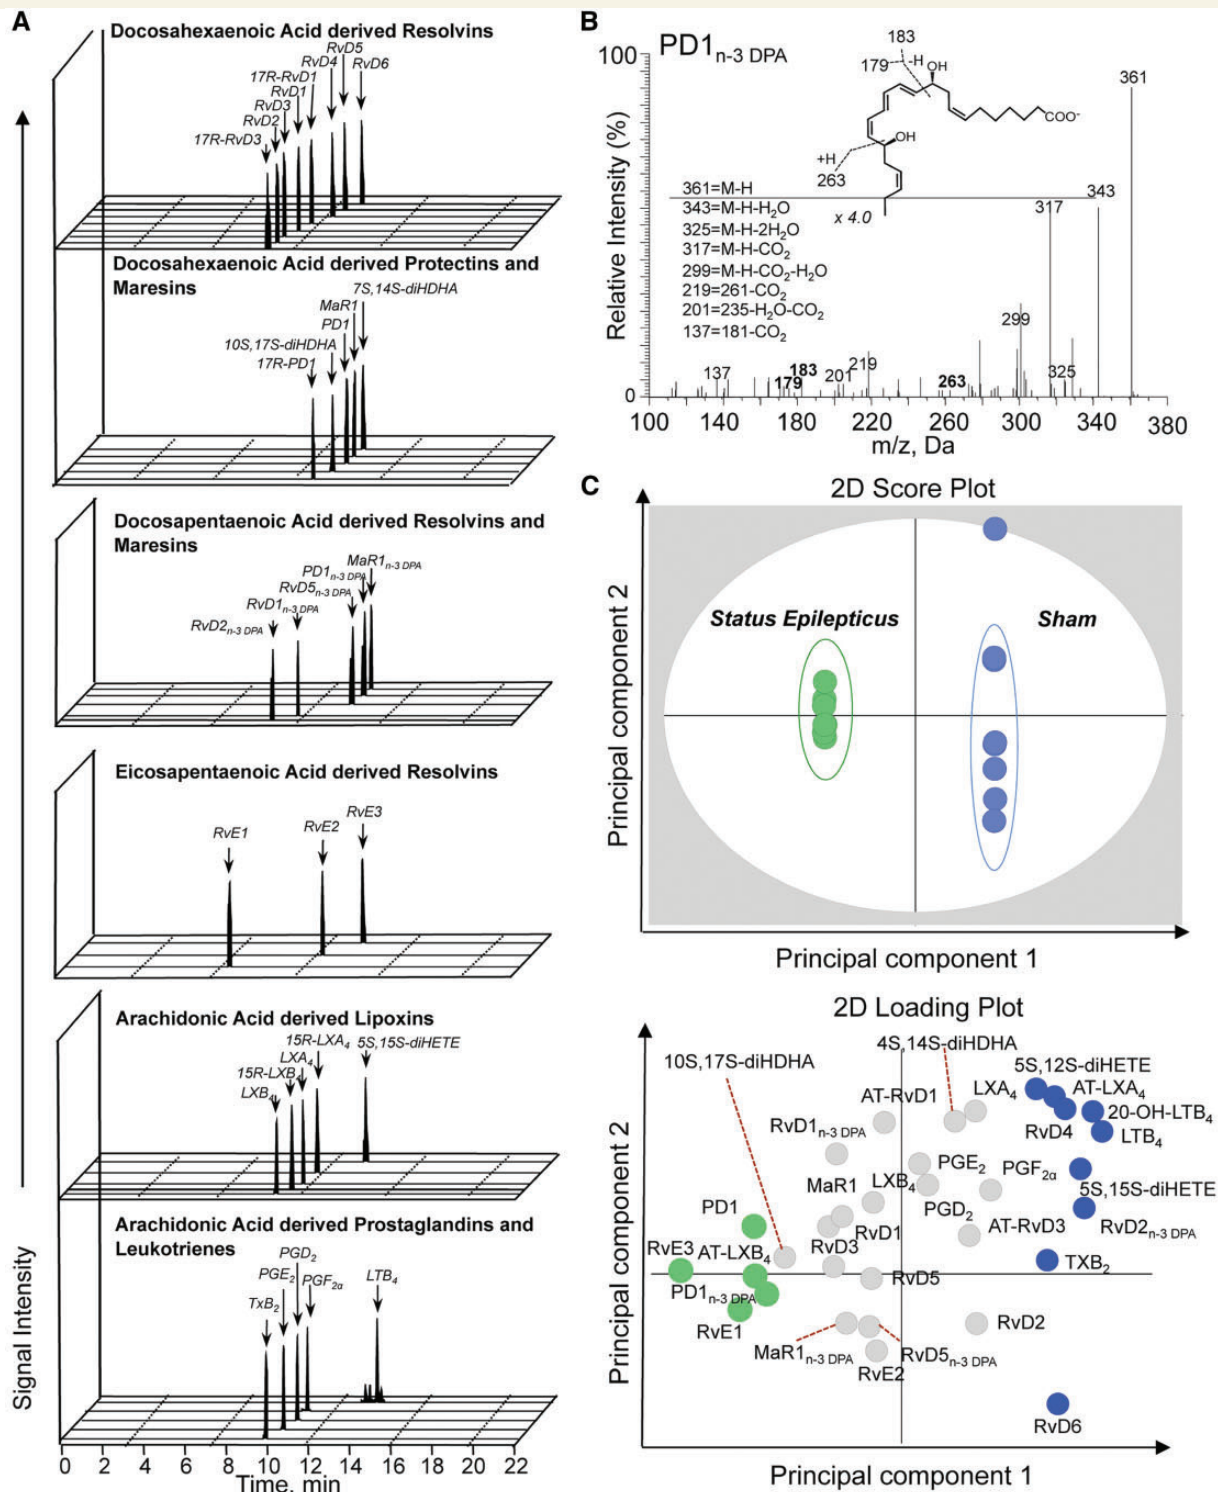 A
Signal Intensity
Docosahexaenoic Acid derived Resolvins
RvD5
RvD4
RvD6
17R-RvD1
RvD1
RvD3
RvD2
17R-RvD3
Docosahexaenoic Acid derived Protectins and
Maresins
7S,14S-diHDHA
MaR1
PD1
10S,17S-diHDHA
17R-PD1
Docosapentaenoic Acid derived Resolvins and
Maresins
MaR1n-3 DPA
PD1n-3 DPA
RvD5n-3 DPA
RvD1n-3 DPA
RvD2n-3 DPA
Eicosapentaenoic Acid derived Resolvins
RvE3
RvE2
RvE1
Arachidonic Acid derived Lipoxins
15R-LXA4
5S,15S-diHETE
LXA4
15R-LXB4
LXB4
Arachidonic Acid derived Prostaglandins and
Leukotrienes
PGD2
PGE2
PGF2α
LTB4
TxB2
0 2 4 6 8 10 12 14 16 18 20 22
Time, min
B
PD1n-3 DPA
100
0
Relative Intensity (%)
183
179
-H
OH
COO-
OH
+H
263
x 4.0
361=M-H
343=M-H-H2O
325=M-H-2H2O
317=M-H-CO2
299=M-H-CO2-H2O
219=261-CO2
201=235-H2O-CO2
137=181-CO2
361
343
317
299
325
263
219
201
183
179
137
100 140 180 220 260 300 340 380
m/z, Da
C
2D Score Plot
Principal component 2
Status Epilepticus
Sham
Principal component 1
2D Loading Plot
Principal component 2
4S,14S-diHDHA
10S,17S-diHDHA
5S,12S-diHETE
LXA4
AT-LXA4
AT-RvD1
20-OH-LTB4
RvD4
LTB4
RvD1n-3 DPA
PGE2
PGF2α
MaR1
LXB4
5S,15S-diHETE
PD1
PGD2
RvD2n-3 DPA
RvD1
AT-RvD3
RvE3
AT-LXB4
RvD3
TXB2
RvD5
PD1n-3 DPA
RvE1
RvD2
MaR1n-3 DPA
RvD5n-3 DPA
RvE2
RvD6
Principal component 1